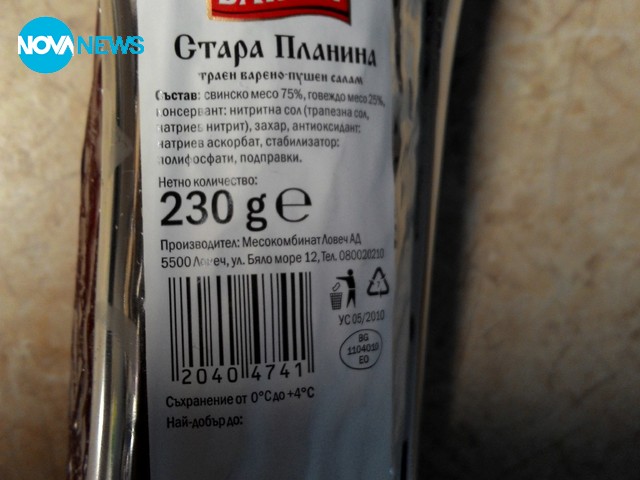 NOVA NEWS
Стара Планина
траен варено-пушен салам
Състав: свинско месо 75%, говеждо месо 25%,
консервант: нитритна сол (трапезна сол,
натриев нитрит), захар, антиоксидант:
натриев аскорбат, стабилизатор:
полифосфати, подправки.
Нетно количество:
230 g e
Производител: Месокомбинат Ловеч АД
5500 Ловеч, ул. Бяло море 12, Тел. 080020210
УС 05/2010
BG
1104010
EO
2040 4741
Съхранение от 0°C до +4°C
Най-добър до: